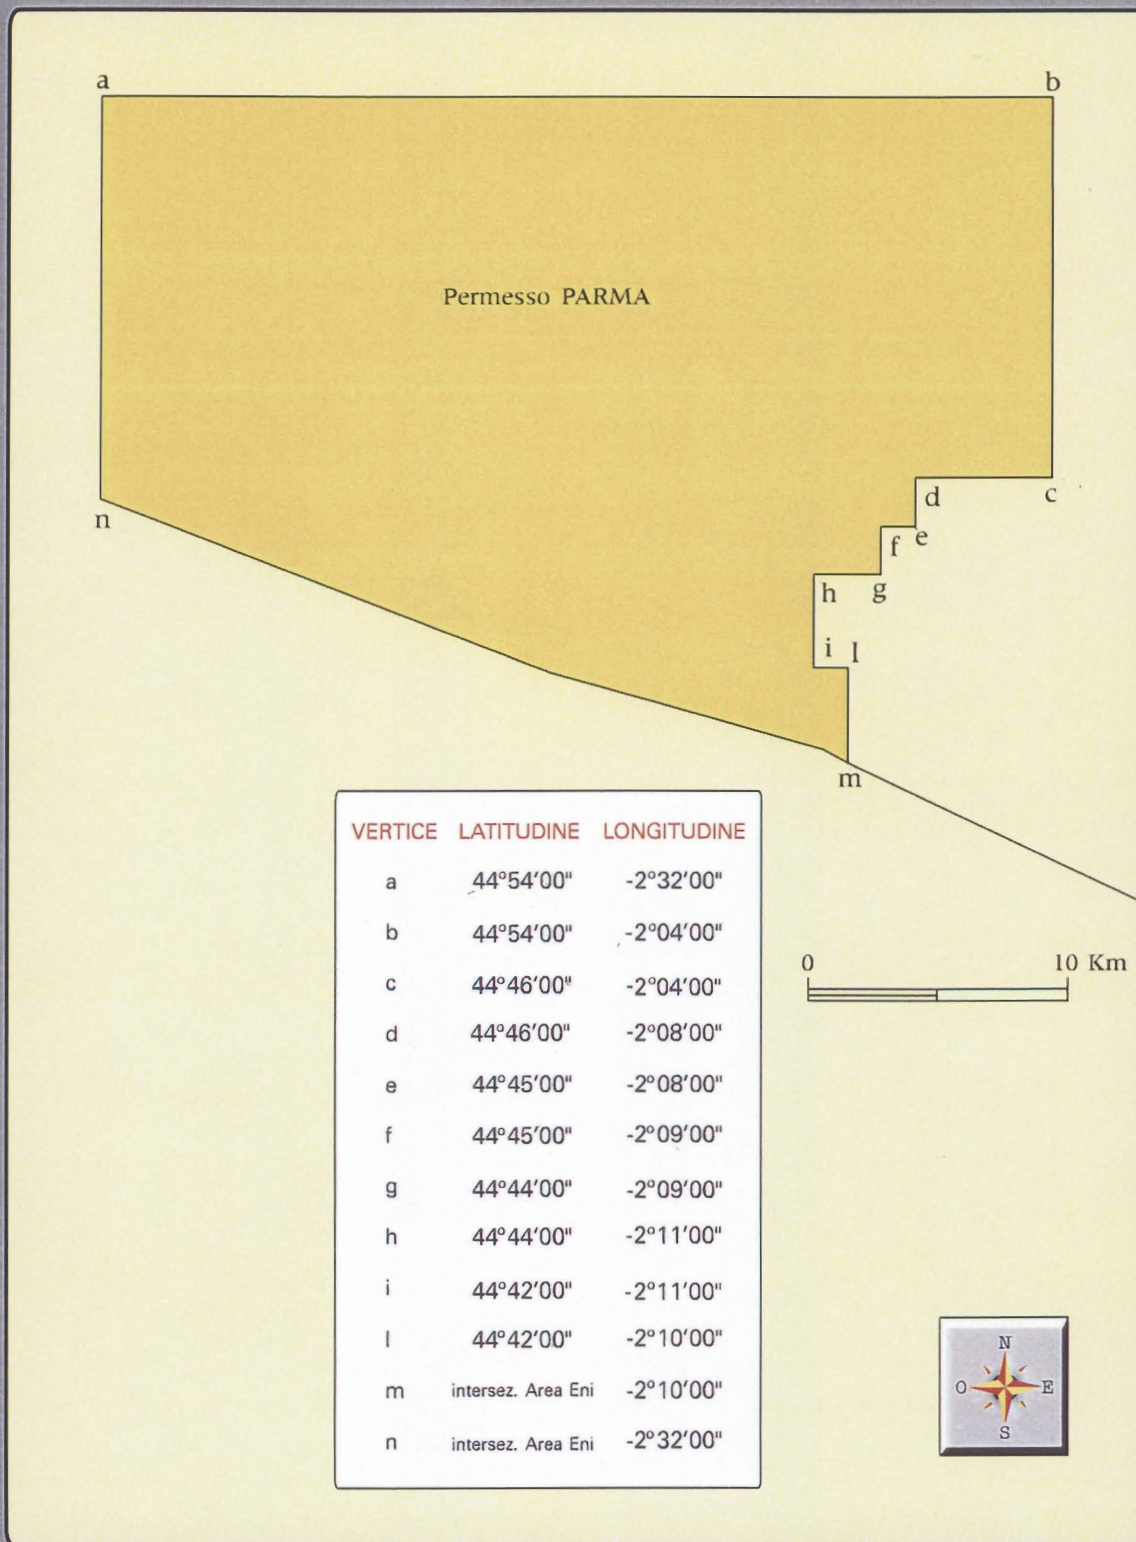 a
b
Permesso PARMA
n
d
c
f
e
h
g
i
l
m
VERTICE LATITUDINE LONGITUDINE
a 44°54'00" -2°32'00"
b 44°54'00" -2°04'00"
c 44°46'00" -2°04'00"
d 44°46'00" -2°08'00"
e 44°45'00" -2°08'00"
f 44°45'00" -2°09'00"
g 44°44'00" -2°09'00"
h 44°44'00" -2°11'00"
i 44°42'00" -2°11'00"
l 44°42'00" -2°10'00"
m intersez. Area Eni -2°10'00"
n intersez. Area Eni -2°32'00"
0 10 Km
N
O E
S